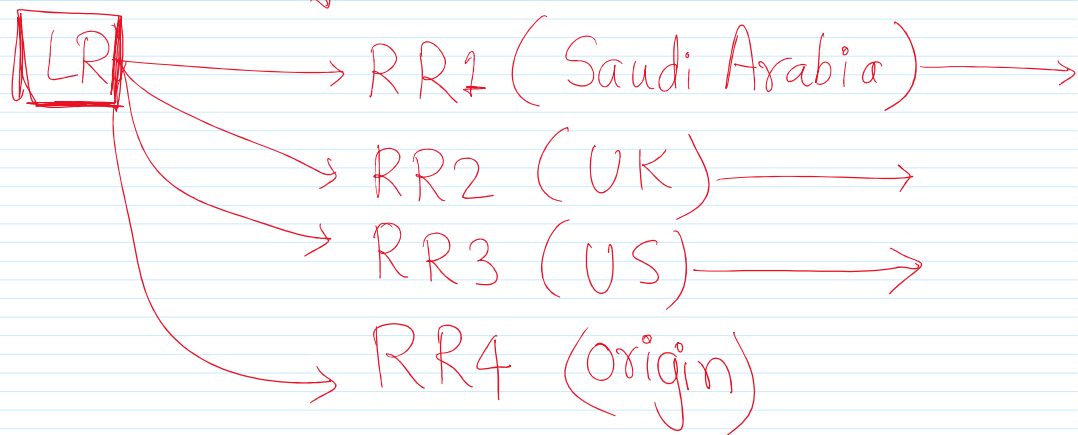 LR
RR1 (Saudi Arabia)
RR2 (UK)
RR3 (US)
RR4 (Origin)